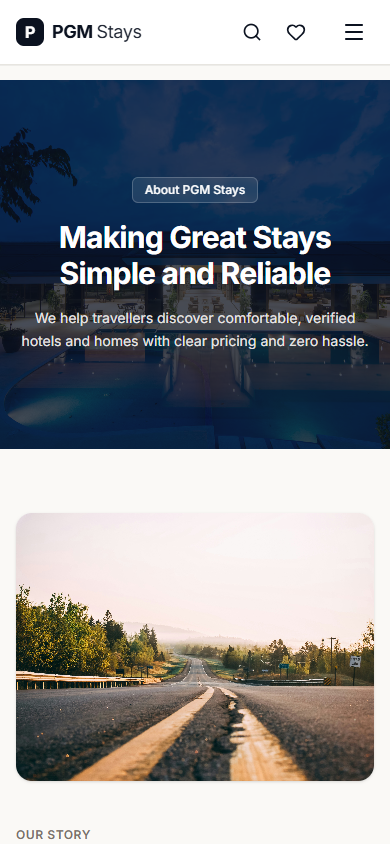 P PGM Stays
About PGM Stays
Making Great Stays
Simple and Reliable
We help travellers discover comfortable, verified
hotels and homes with clear pricing and zero hassle.
OUR STORY